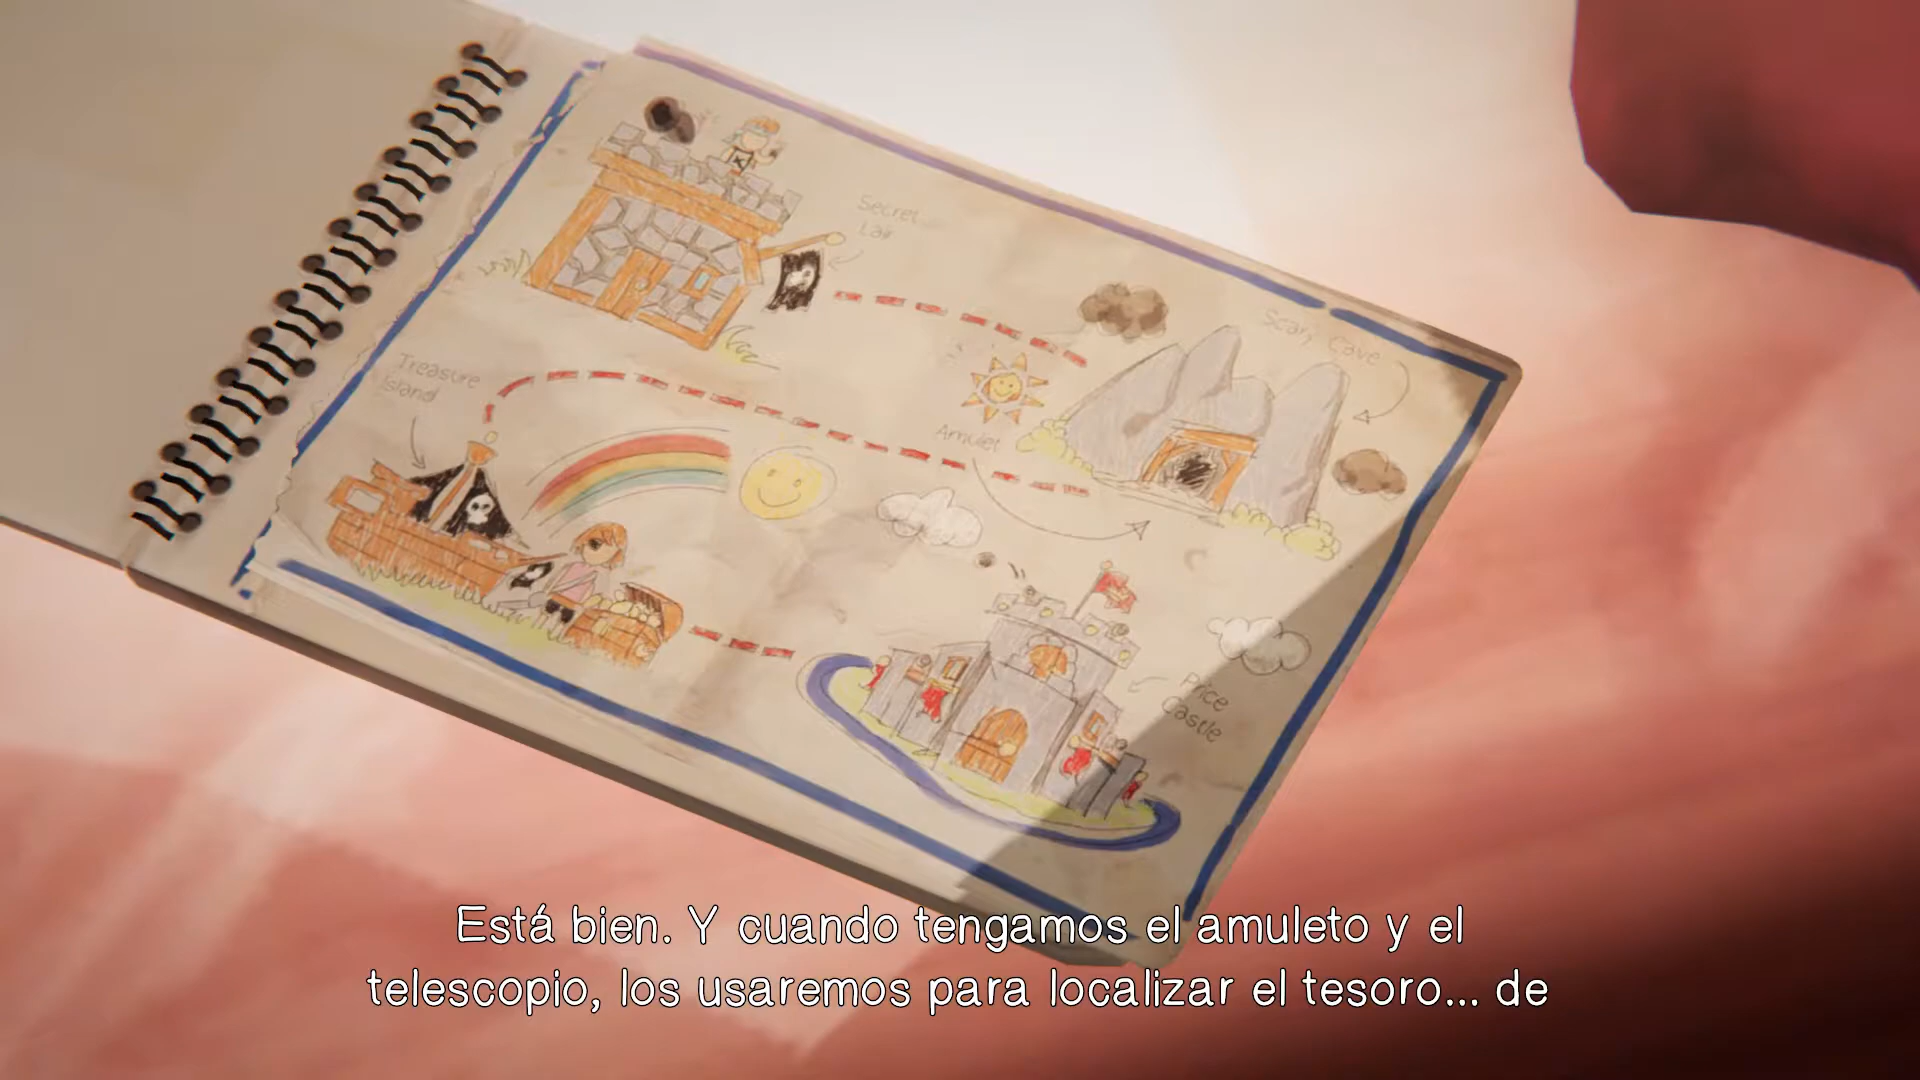 Secret
Lair
Scary Cave
Treasure
Island
Amulet
Price
Castle
Está bien. Y cuando tengamos el amuleto y el
telescopio, los usaremos para localizar el tesoro... de